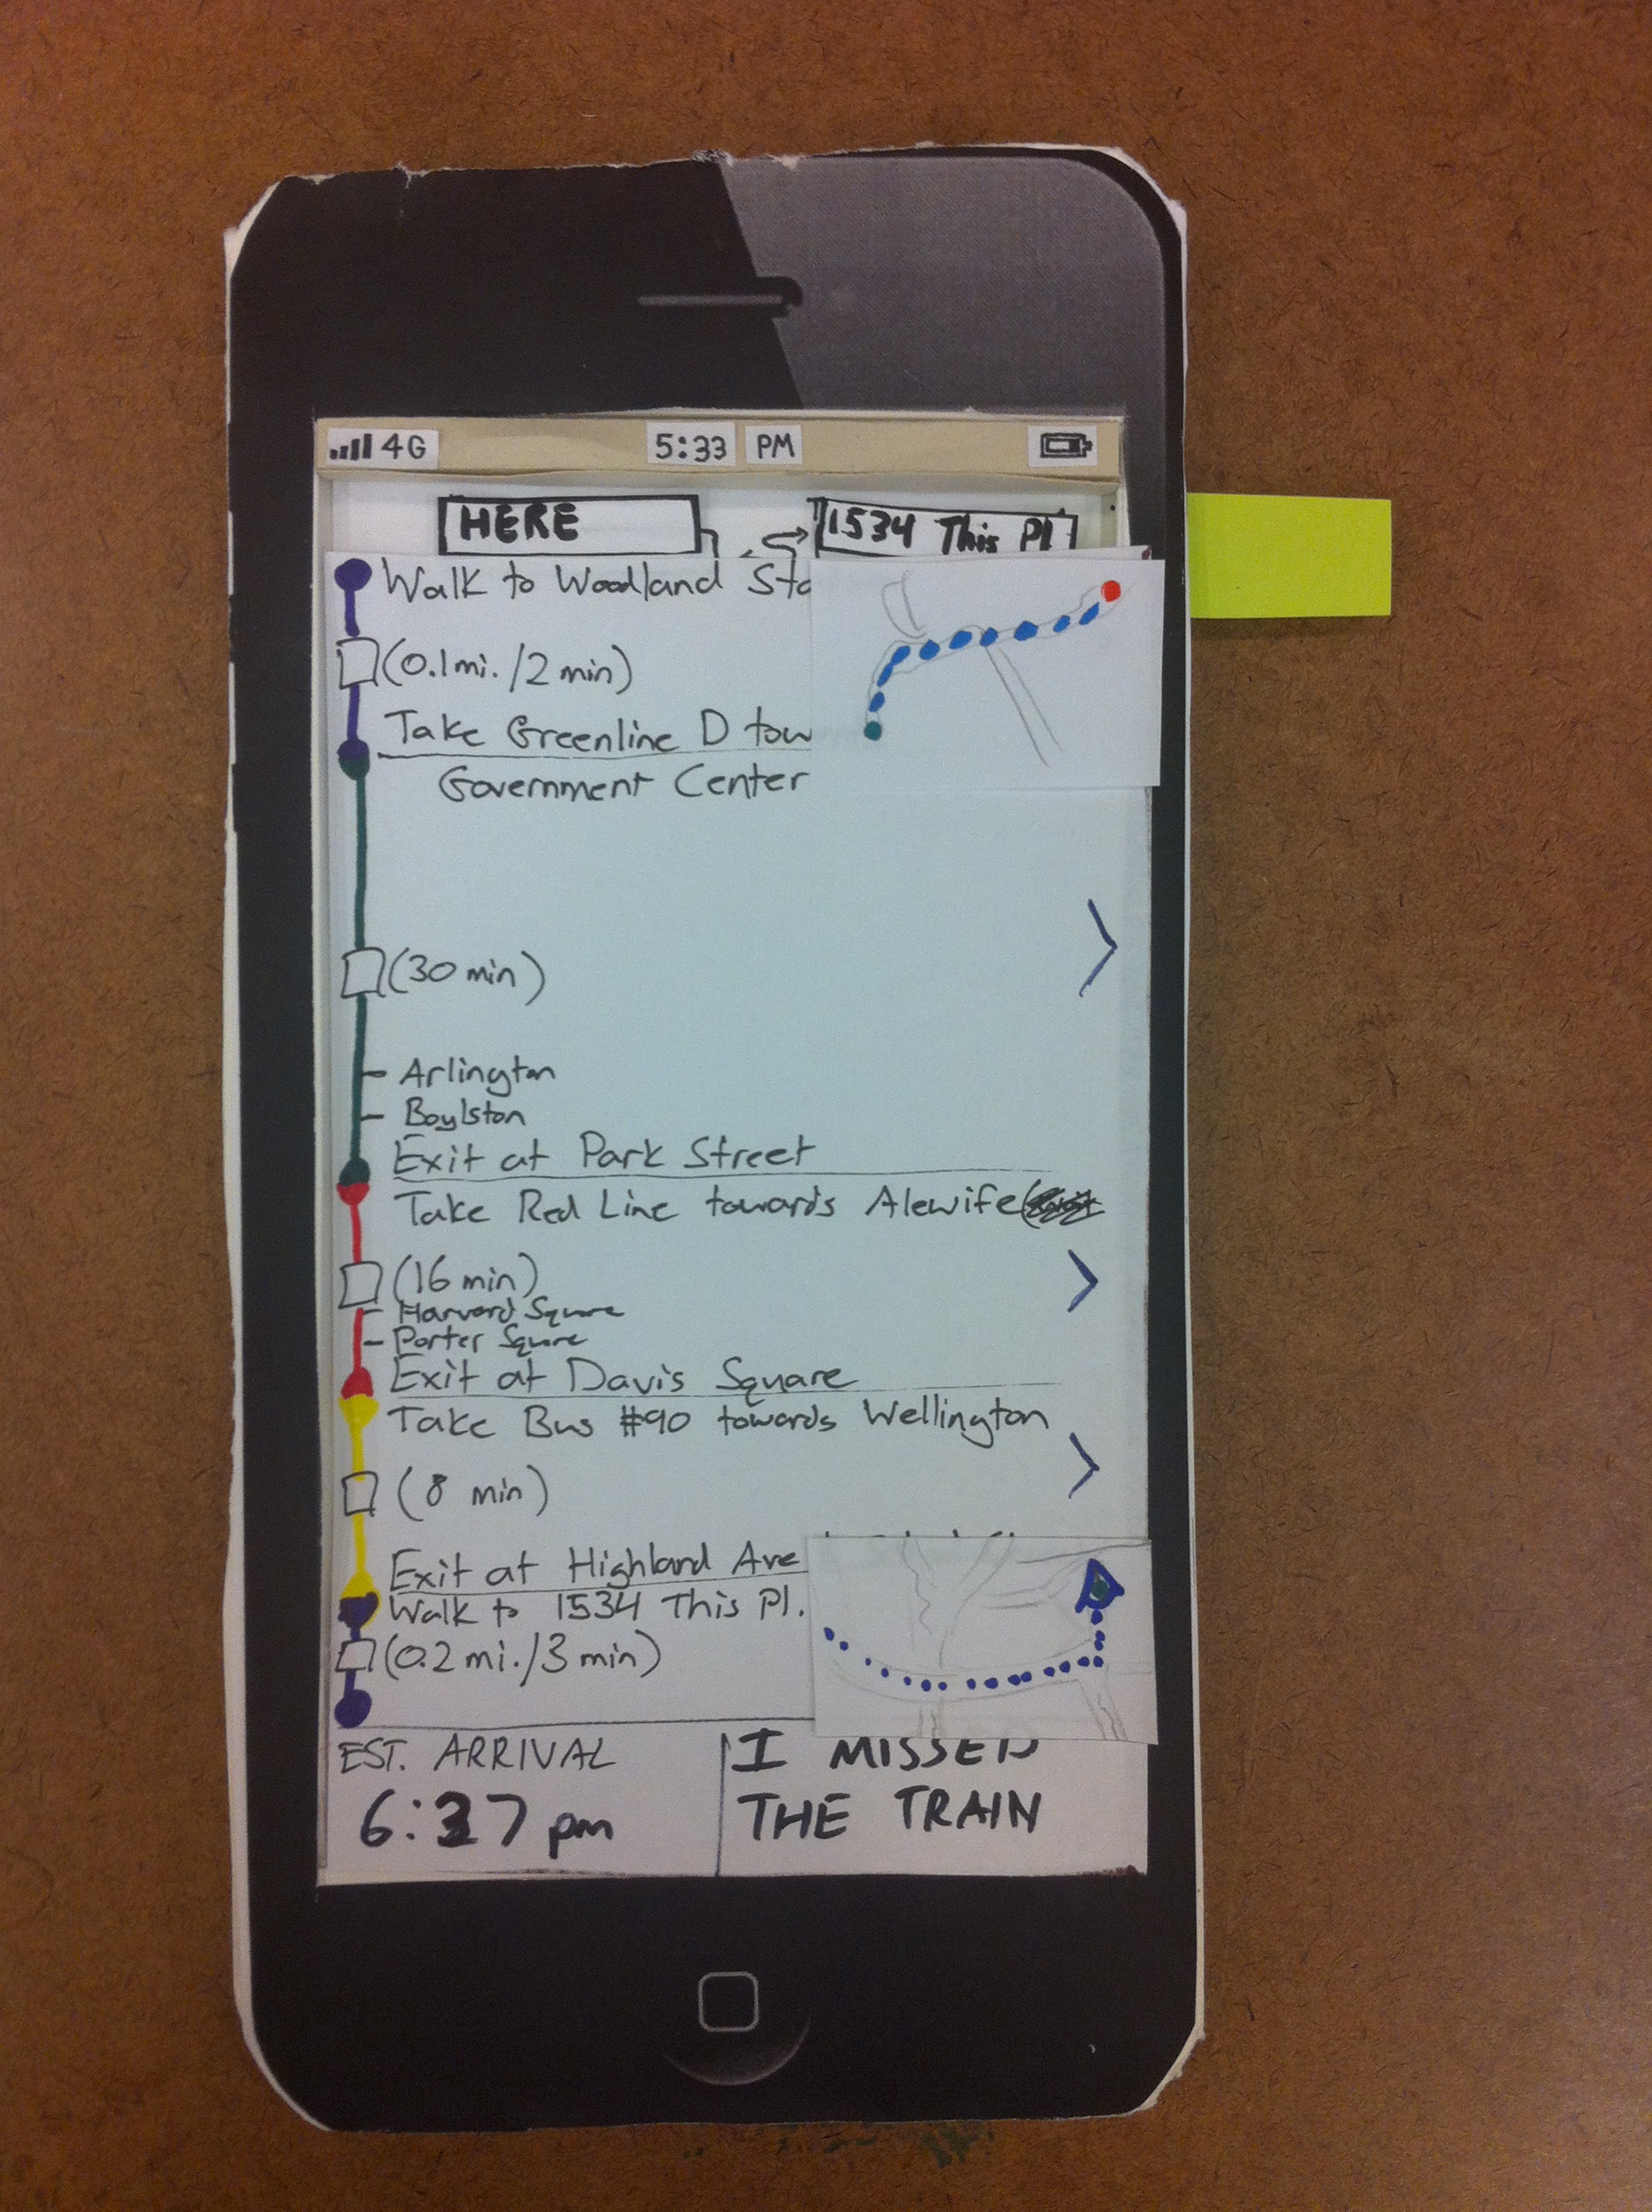 4G 5:33 PM
HERE 1534 This Pl
Walk to Woodland Sta
(0.1mi./2 min)
Take Greenline D tow
Government Center
(30 min)
Arlington
Boylston
Exit at Park Street
Take Red Line towards Alewife
(16 min)
Harvard Square
Porter Square
Exit at Davis Square
Take Bus #90 towards Wellington
(8 min)
Exit at Highland Ave
Walk to 1534 This Pl.
(0.2 mi./3 min)
EST. ARRIVAL
6:37 pm
I MISSED
THE TRAIN